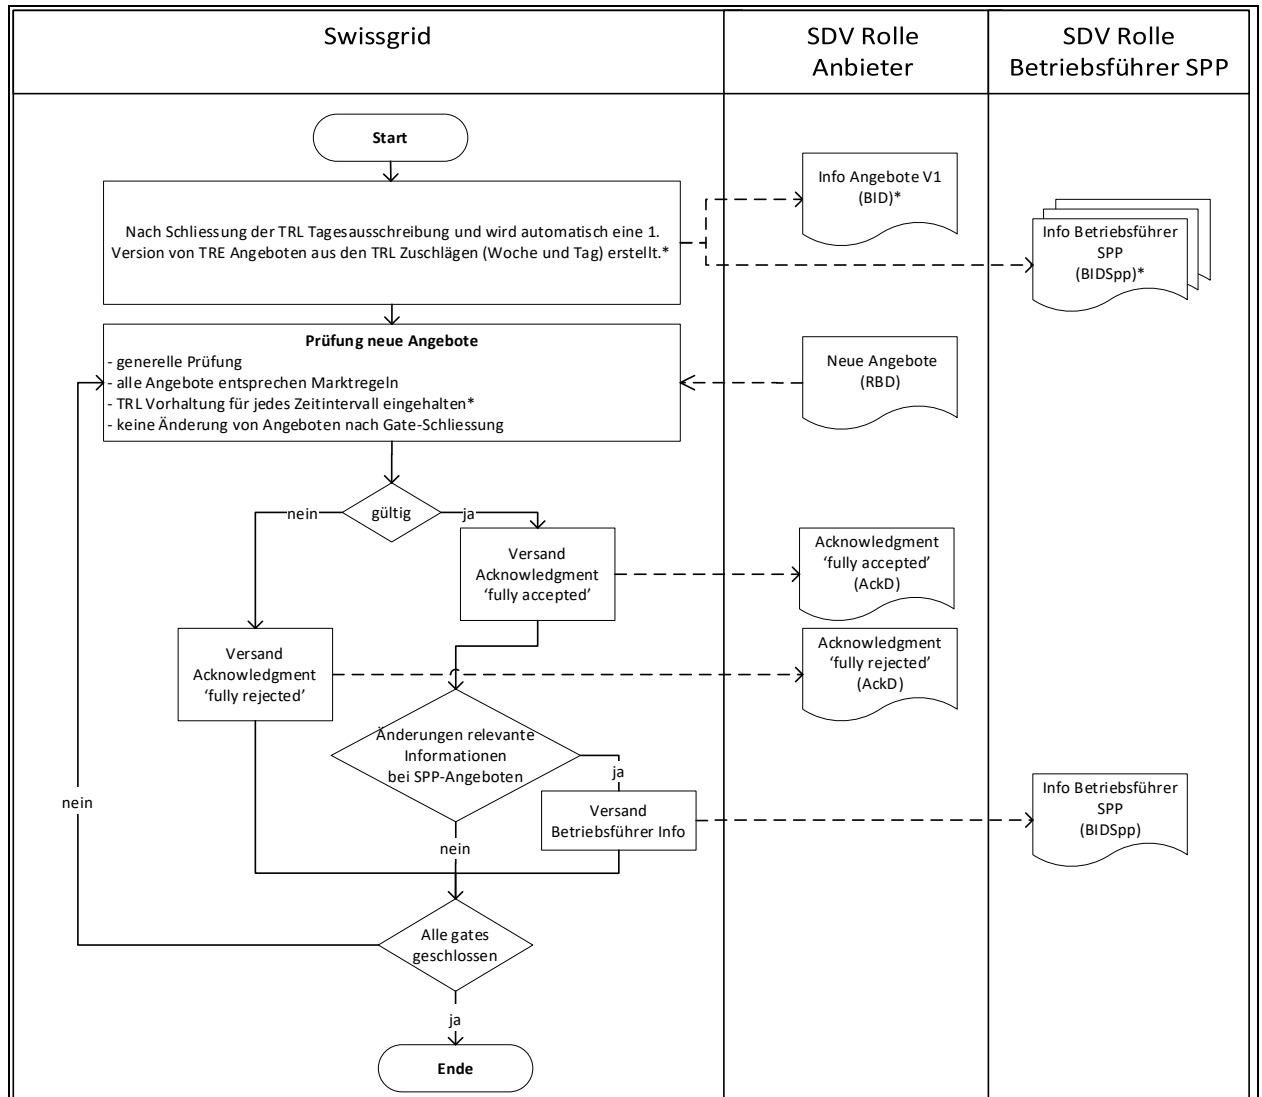 Swissgrid
SDV Rolle
Anbieter
SDV Rolle
Betriebsführer SPP
Start
Nach Schliessung der TRL Tagesausschreibung und wird automatisch eine 1.
Version von TRE Angeboten aus den TRL Zuschlägen (Woche und Tag) erstellt.*
Info Angebote V1
(BID)*
Info Betriebsführer
SPP
(BIDSpp)*
Prüfung neue Angebote
- generelle Prüfung
- alle Angebote entsprechen Marktregeln
- TRL Vorhaltung für jedes Zeitintervall eingehalten*
- keine Änderung von Angeboten nach Gate-Schliessung
Neue Angebote
(RBD)
nein
gültig
ja
Versand
Acknowledgment
‘fully accepted’
Acknowledgment
‘fully accepted’
(AckD)
Versand
Acknowledgment
‘fully rejected’
Acknowledgment
‘fully rejected’
(AckD)
Änderungen relevante
Informationen
bei SPP-Angeboten
ja
nein
Versand
Betriebsführer Info
Info Betriebsführer
SPP
(BIDSpp)
nein
Alle gates
geschlossen
ja
Ende